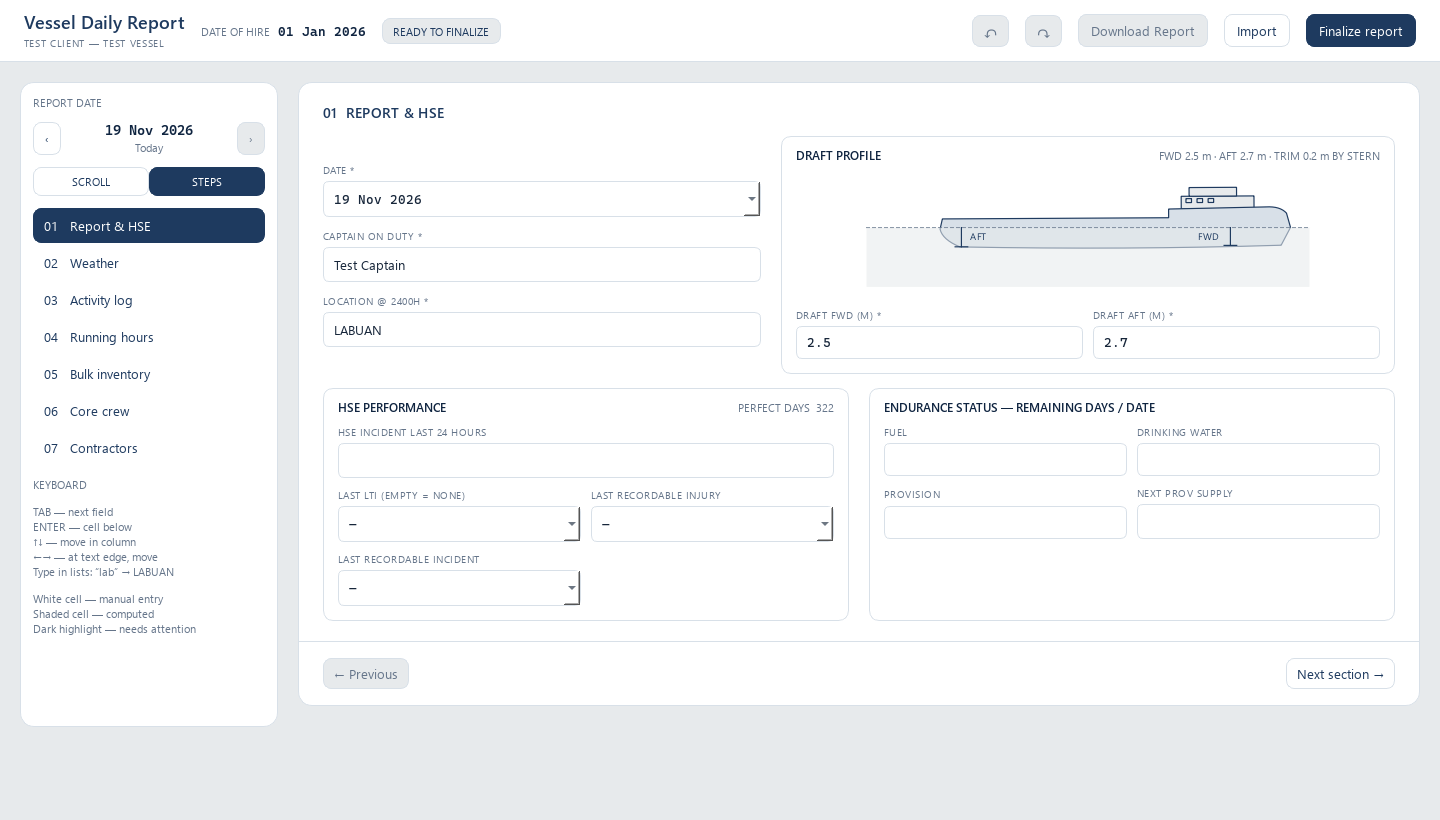 Vessel Daily Report
TEST CLIENT — TEST VESSEL
DATE OF HIRE 01 Jan 2026
READY TO FINALIZE
Download Report
Import
Finalize report
REPORT DATE
‹
19 Nov 2026
›
Today
SCROLL
STEPS
01 Report & HSE
02 Weather
03 Activity log
04 Running hours
05 Bulk inventory
06 Core crew
07 Contractors
KEYBOARD
TAB — next field
ENTER — cell below
↑↓ — move in column
←→ — at text edge, move
Type in lists: “lab” → LABUAN
White cell — manual entry
Shaded cell — computed
Dark highlight — needs attention
01 REPORT & HSE
DATE *
19 Nov 2026
CAPTAIN ON DUTY *
Test Captain
LOCATION @ 2400H *
LABUAN
DRAFT PROFILE
FWD 2.5 m · AFT 2.7 m · TRIM 0.2 m BY STERN
AFT
FWD
DRAFT FWD (M) *
2.5
DRAFT AFT (M) *
2.7
HSE PERFORMANCE
PERFECT DAYS 322
HSE INCIDENT LAST 24 HOURS
LAST LTI (EMPTY = NONE)
—
LAST RECORDABLE INJURY
—
LAST RECORDABLE INCIDENT
—
ENDURANCE STATUS — REMAINING DAYS / DATE
FUEL
DRINKING WATER
PROVISION
NEXT PROV SUPPLY
← Previous
Next section →